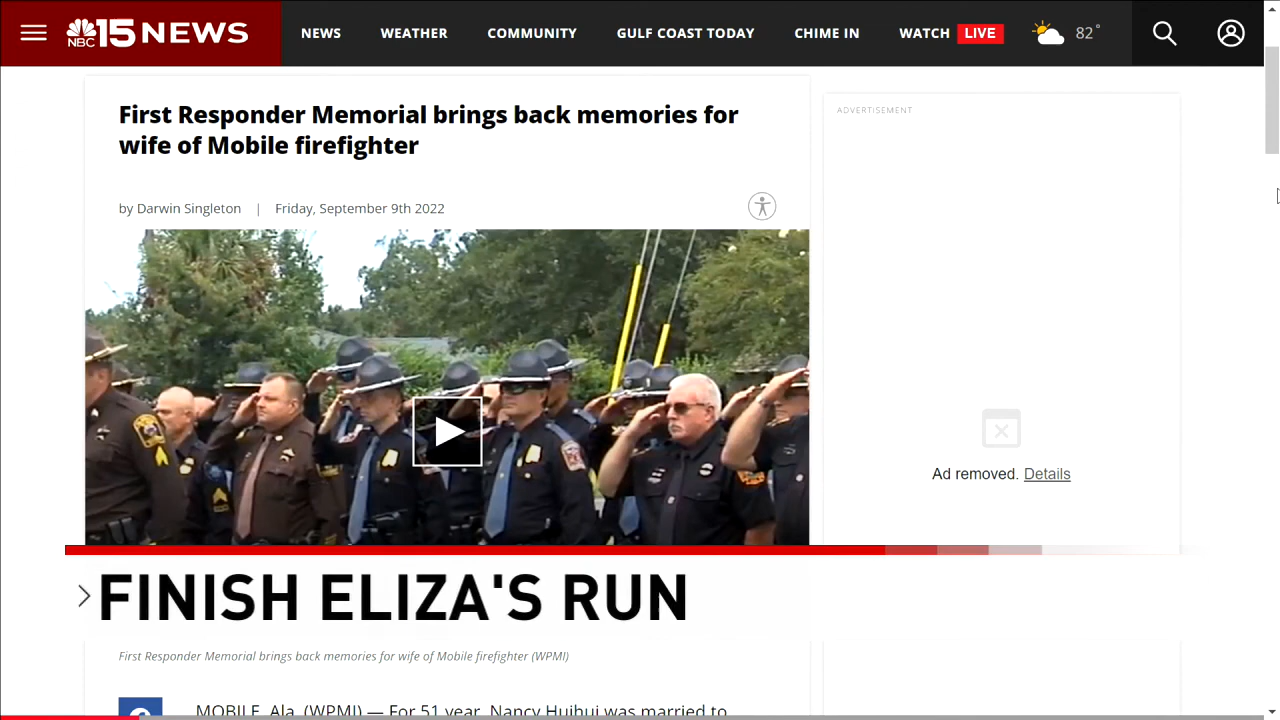 NBC 15 NEWS
NEWS WEATHER COMMUNITY GULF COAST TODAY CHIME IN WATCH LIVE 82°
First Responder Memorial brings back memories for
wife of Mobile firefighter
by Darwin Singleton | Friday, September 9th 2022
ADVERTISEMENT
Ad removed. Details
FINISH ELIZA'S RUN
First Responder Memorial brings back memories for wife of Mobile firefighter (WPMI)
MOBILE, Ala. (WPMI) — For 51 year, Nancy Huihui was married to